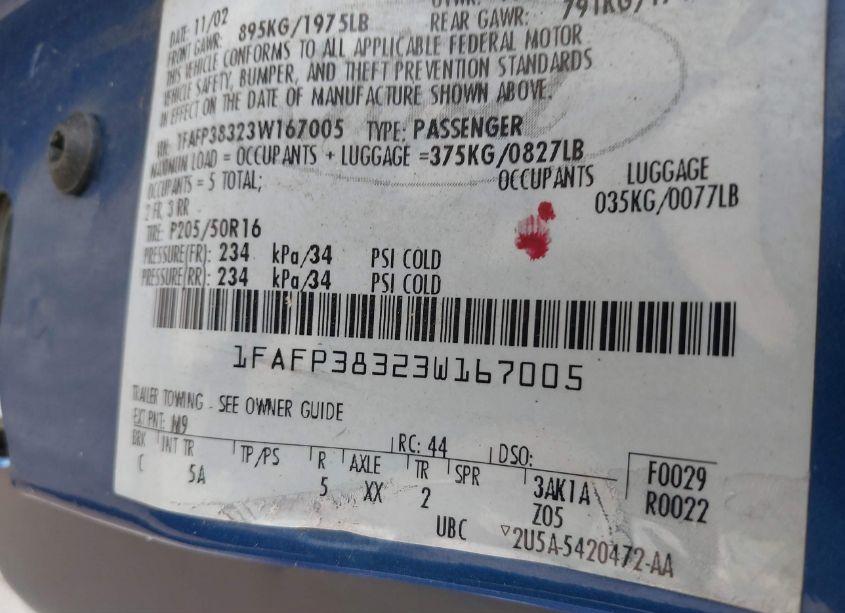 DATE: 11/02
FRONT GAWR: 895KG/1975LB REAR GAWR:
THIS VEHICLE CONFORMS TO ALL APPLICABLE FEDERAL MOTOR
VEHICLE SAFETY, BUMPER, AND THEFT PREVENTION STANDARDS
IN EFFECT ON THE DATE OF MANUFACTURE SHOWN ABOVE.
VIN: 1FAFP38323W167005 TYPE: PASSENGER
MAXIMUM LOAD = OCCUPANTS + LUGGAGE =375KG/0827LB
OCCUPANTS = 5 TOTAL; OCCUPANTS LUGGAGE
2 FR, 3 RR 035KG/0077LB
TIRE: P205/50R16
PRESSURE(FR): 234 kPa/34 PSI COLD
PRESSURE(RR): 234 kPa/34 PSI COLD
1FAFP38323W167005
TRAILER TOWING - SEE OWNER GUIDE
EXT PNT: M9 RC: 44 DSO:
BRK INT TR TP/PS R AXLE TR SPR F0029
C 5A 5 XX 2 3AK1A R0022
Z05
UBC 2U5A-5420472-AA